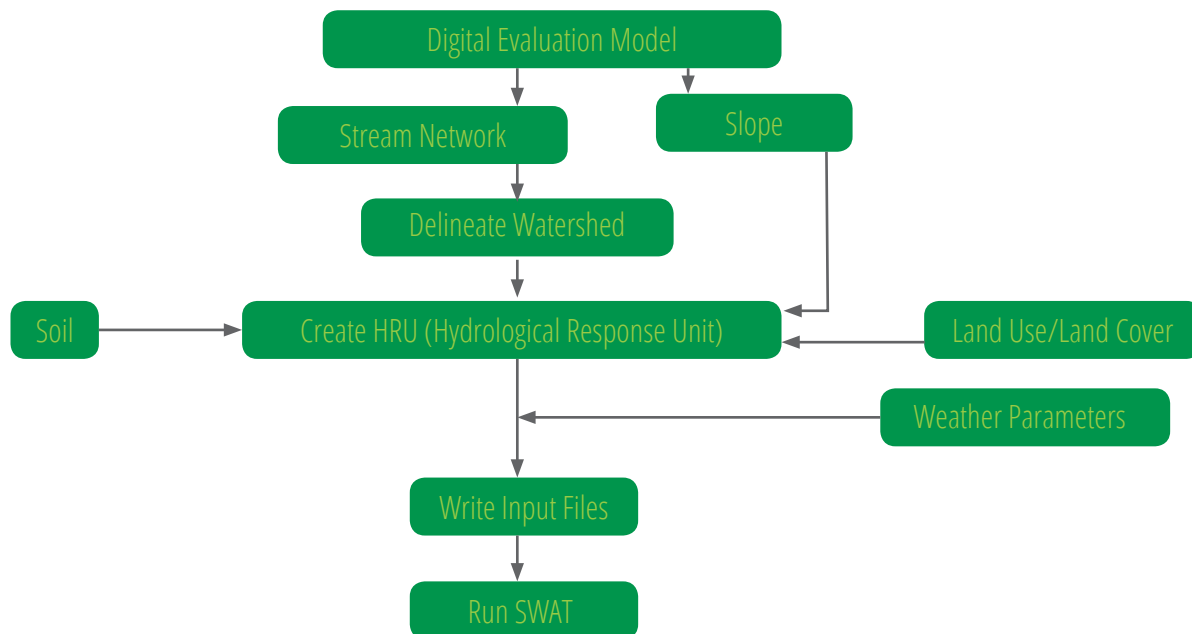 Digital Evaluation Model
Stream Network
Slope
Delineate Watershed
Soil
Create HRU (Hydrological Response Unit)
Land Use/Land Cover
Weather Parameters
Write Input Files
Run SWAT